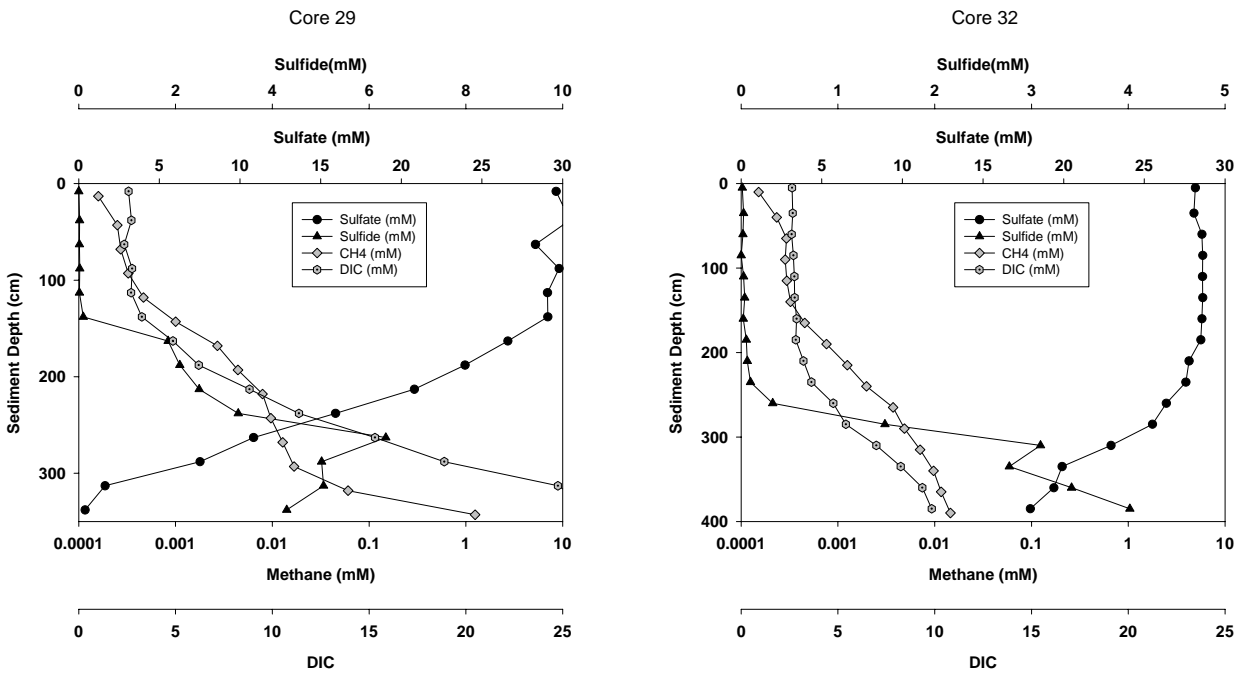 Core 29
Sulfide(mM)
0 2 4 6 8 10
Sulfate (mM)
0 5 10 15 20 25 30
Sediment Depth (cm)
0
100
200
300
Sulfate (mM)
Sulfide (mM)
CH4 (mM)
DIC (mM)
0.0001 0.001 0.01 0.1 1 10
Methane (mM)
0 5 10 15 20 25
DIC
Core 32
Sulfide(mM)
0 1 2 3 4 5
Sulfate (mM)
0 5 10 15 20 25 30
Sediment Depth (cm)
0
100
200
300
400
Sulfate (mM)
Sulfide (mM)
CH4 (mM)
DIC (mM)
0.0001 0.001 0.01 0.1 1 10
Methane (mM)
0 5 10 15 20 25
DIC